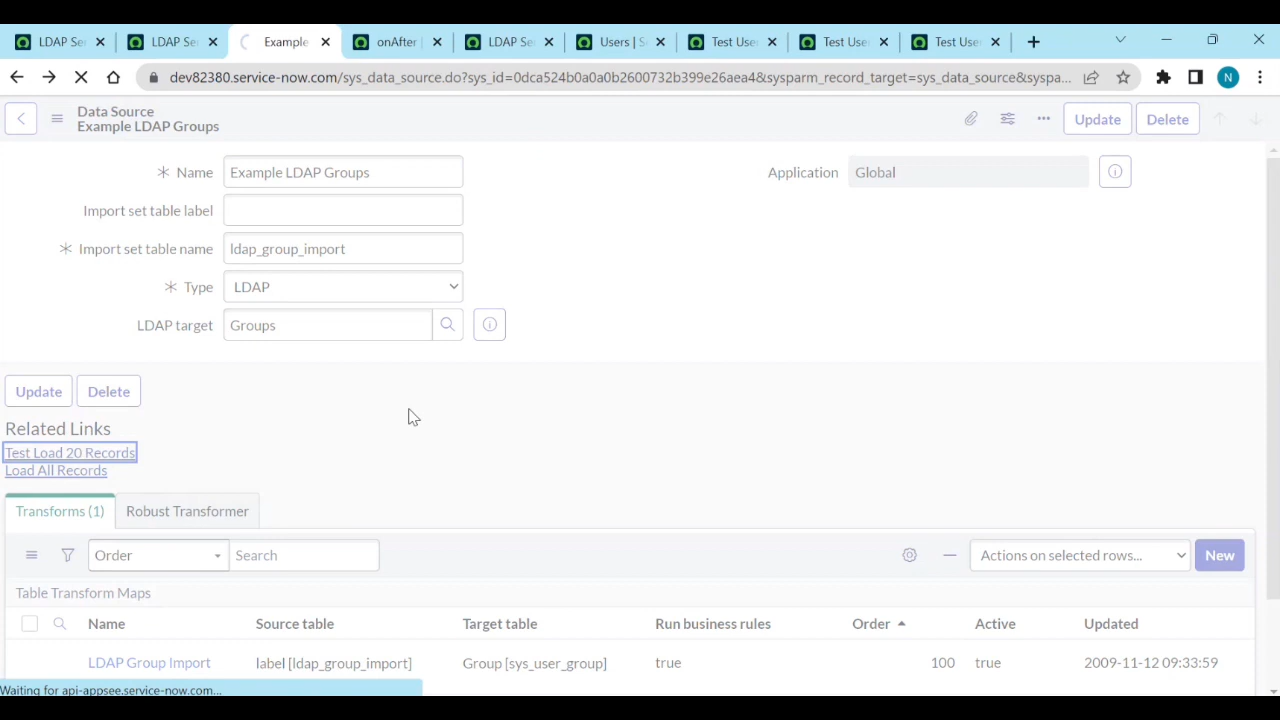 LDAP Se
LDAP Se
Example
onAfter |
LDAP Se
Users | S
Test Use
Test Use
Test Use
dev82380.service-now.com/sys_data_source.do?sys_id=0dca524b0a0a0b2600732b399e26aea4&sysparm_record_target=sys_data_source&syspa...
N
Data Source
Example LDAP Groups
Update
Delete
Name
Example LDAP Groups
Application
Global
Import set table label
Import set table name
ldap_group_import
Type
LDAP
LDAP target
Groups
Update
Delete
Related Links
Test Load 20 Records
Load All Records
Transforms (1)
Robust Transformer
Order
Search
Actions on selected rows...
New
Table Transform Maps
Name
Source table
Target table
Run business rules
Order
Active
Updated
LDAP Group Import
label [ldap_group_import]
Group [sys_user_group]
true
100
true
2009-11-12 09:33:59
Waiting for api-appsee.service-now.com...